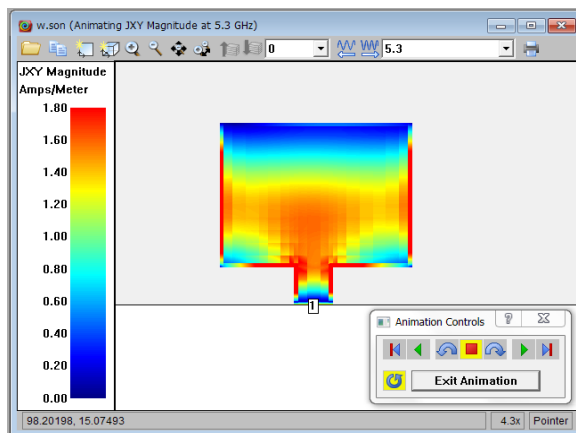 w.son (Animating JXY Magnitude at 5.3 GHz)
0
5.3
JXY Magnitude
Amps/Meter
1.80
1.60
1.40
1.20
1.00
0.80
0.60
0.40
0.20
0.00
1
Animation Controls
?
Exit Animation
98.20198, 15.07493
4.3x
Pointer